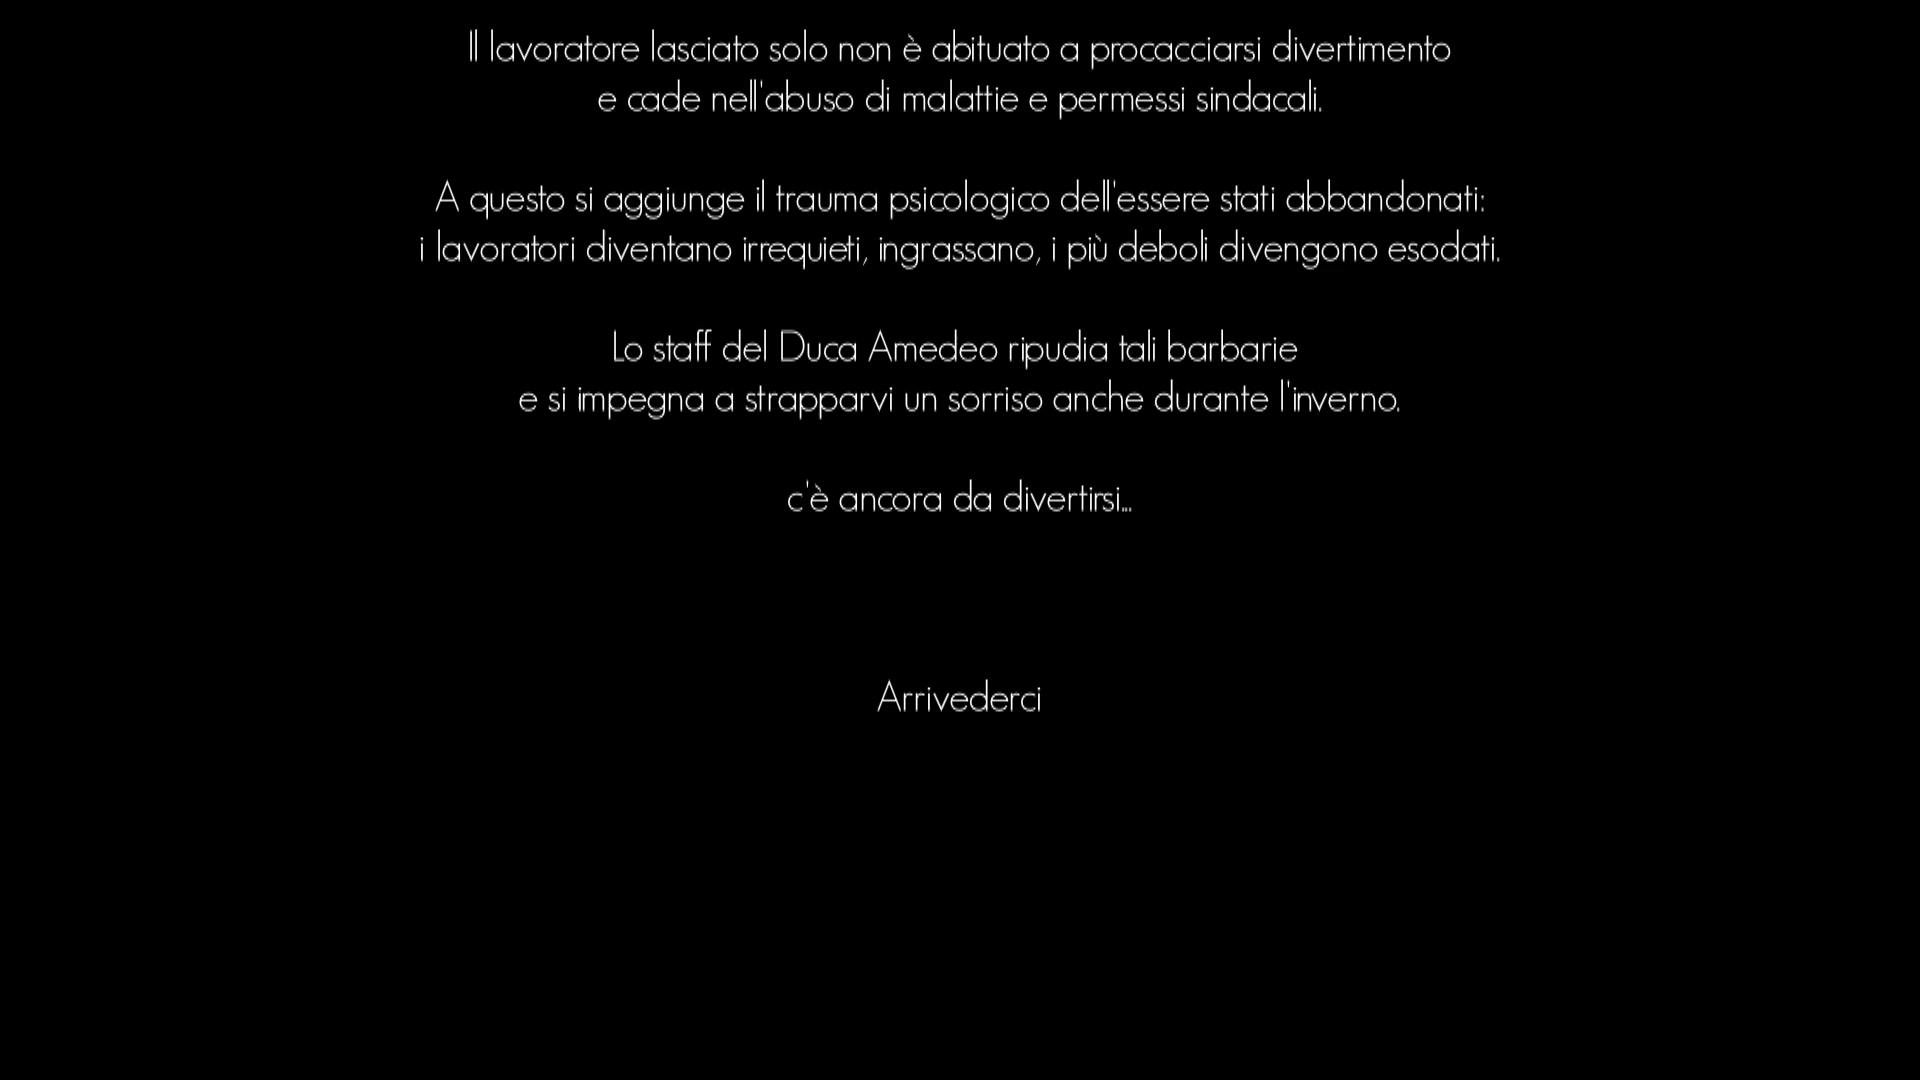 Il lavoratore lasciato solo non è abituato a procacciarsi divertimento
e cade nell'abuso di malattie e permessi sindacali.
A questo si aggiunge il trauma psicologico dell'essere stati abbandonati:
i lavoratori diventano irrequieti, ingrassano, i più deboli divengono esodati.
Lo staff del Duca Amedeo ripudia tali barbarie
e si impegna a strapparvi un sorriso anche durante l'inverno.
c'è ancora da divertirsi...
Arrivederci